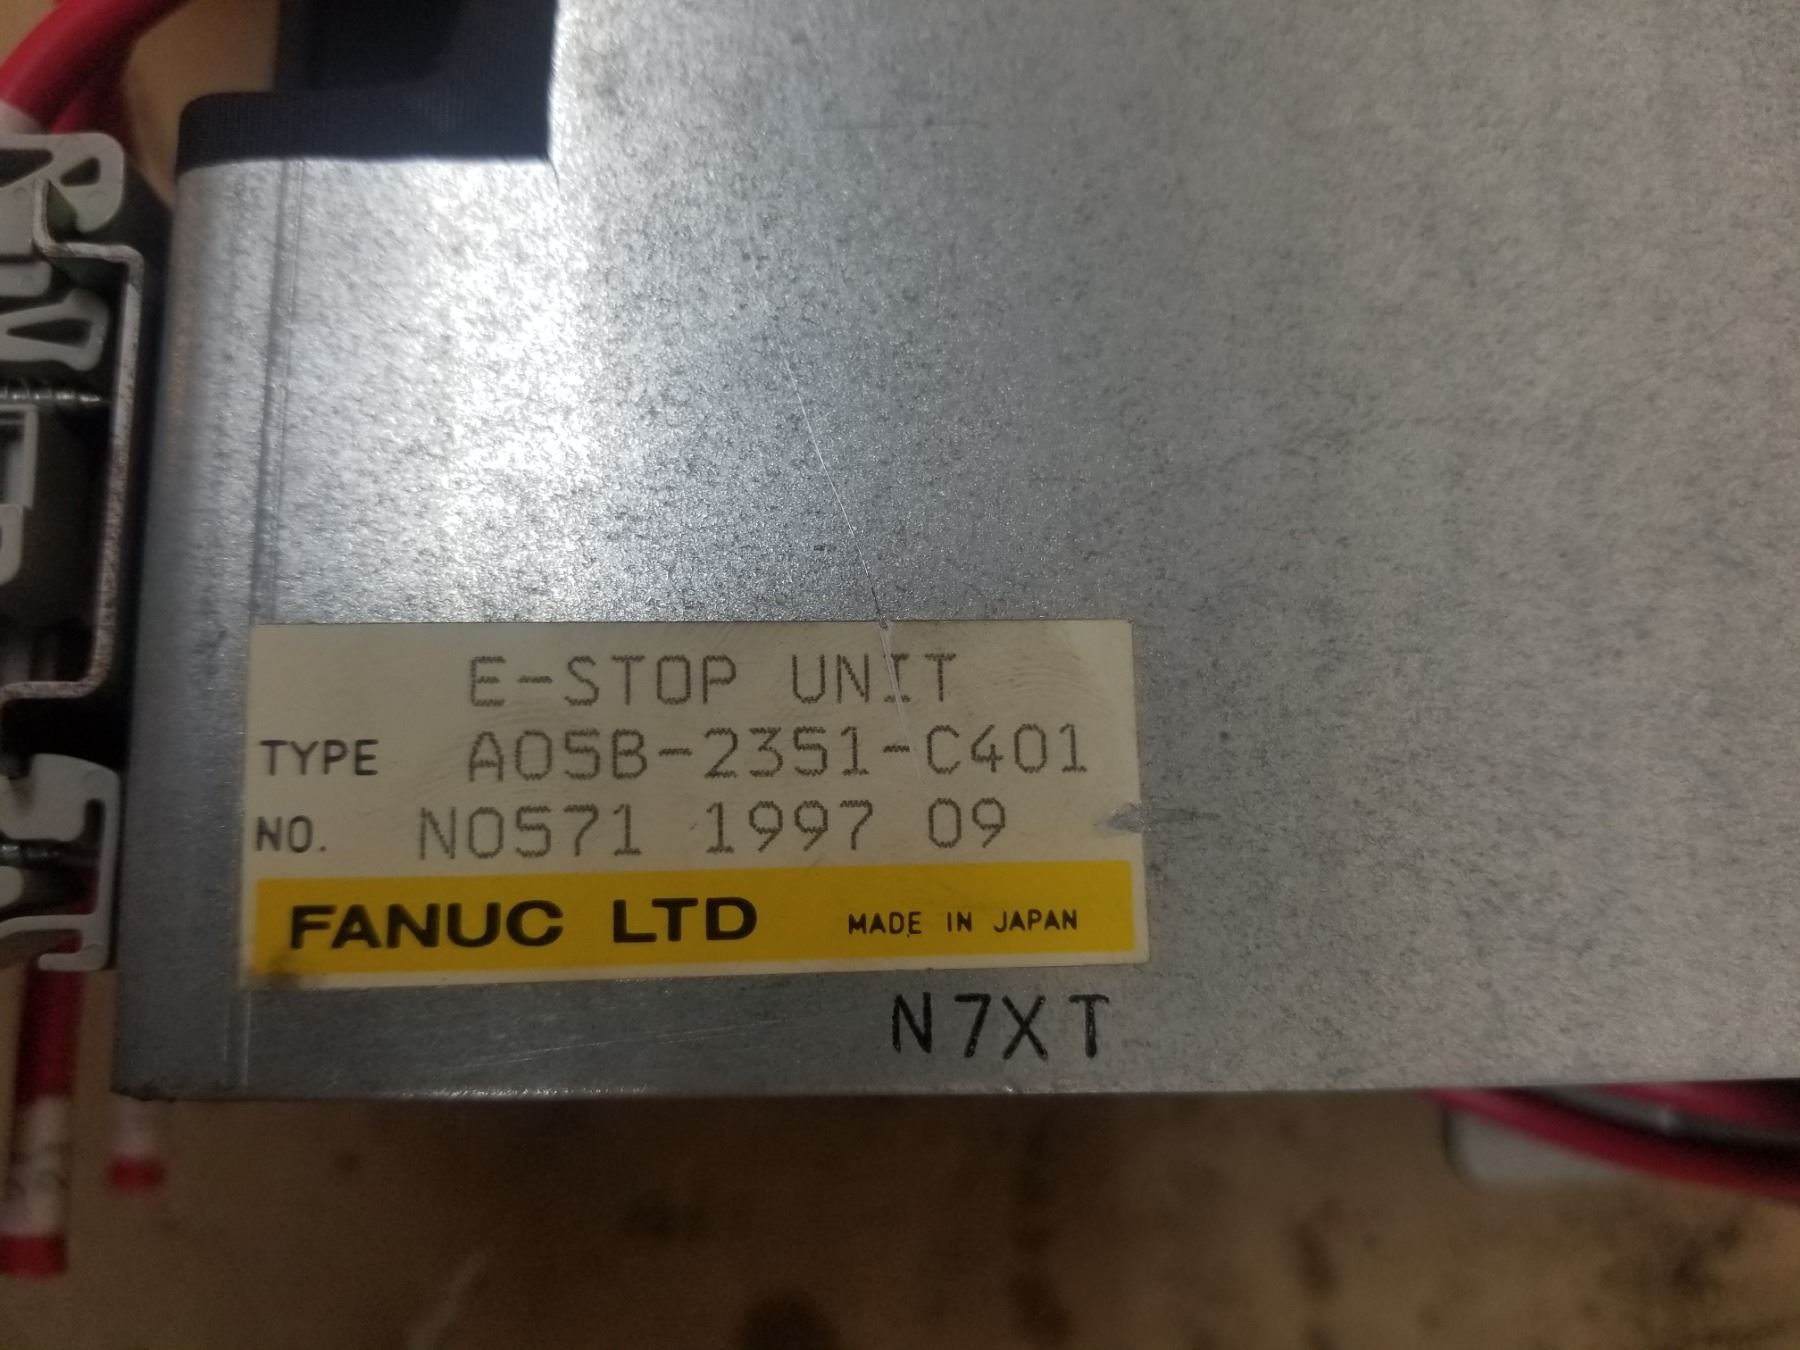 E-STOP UNIT
TYPE A05B-2351-C401
NO. N0571 1997 09
FANUC LTD MADE IN JAPAN
N7XT